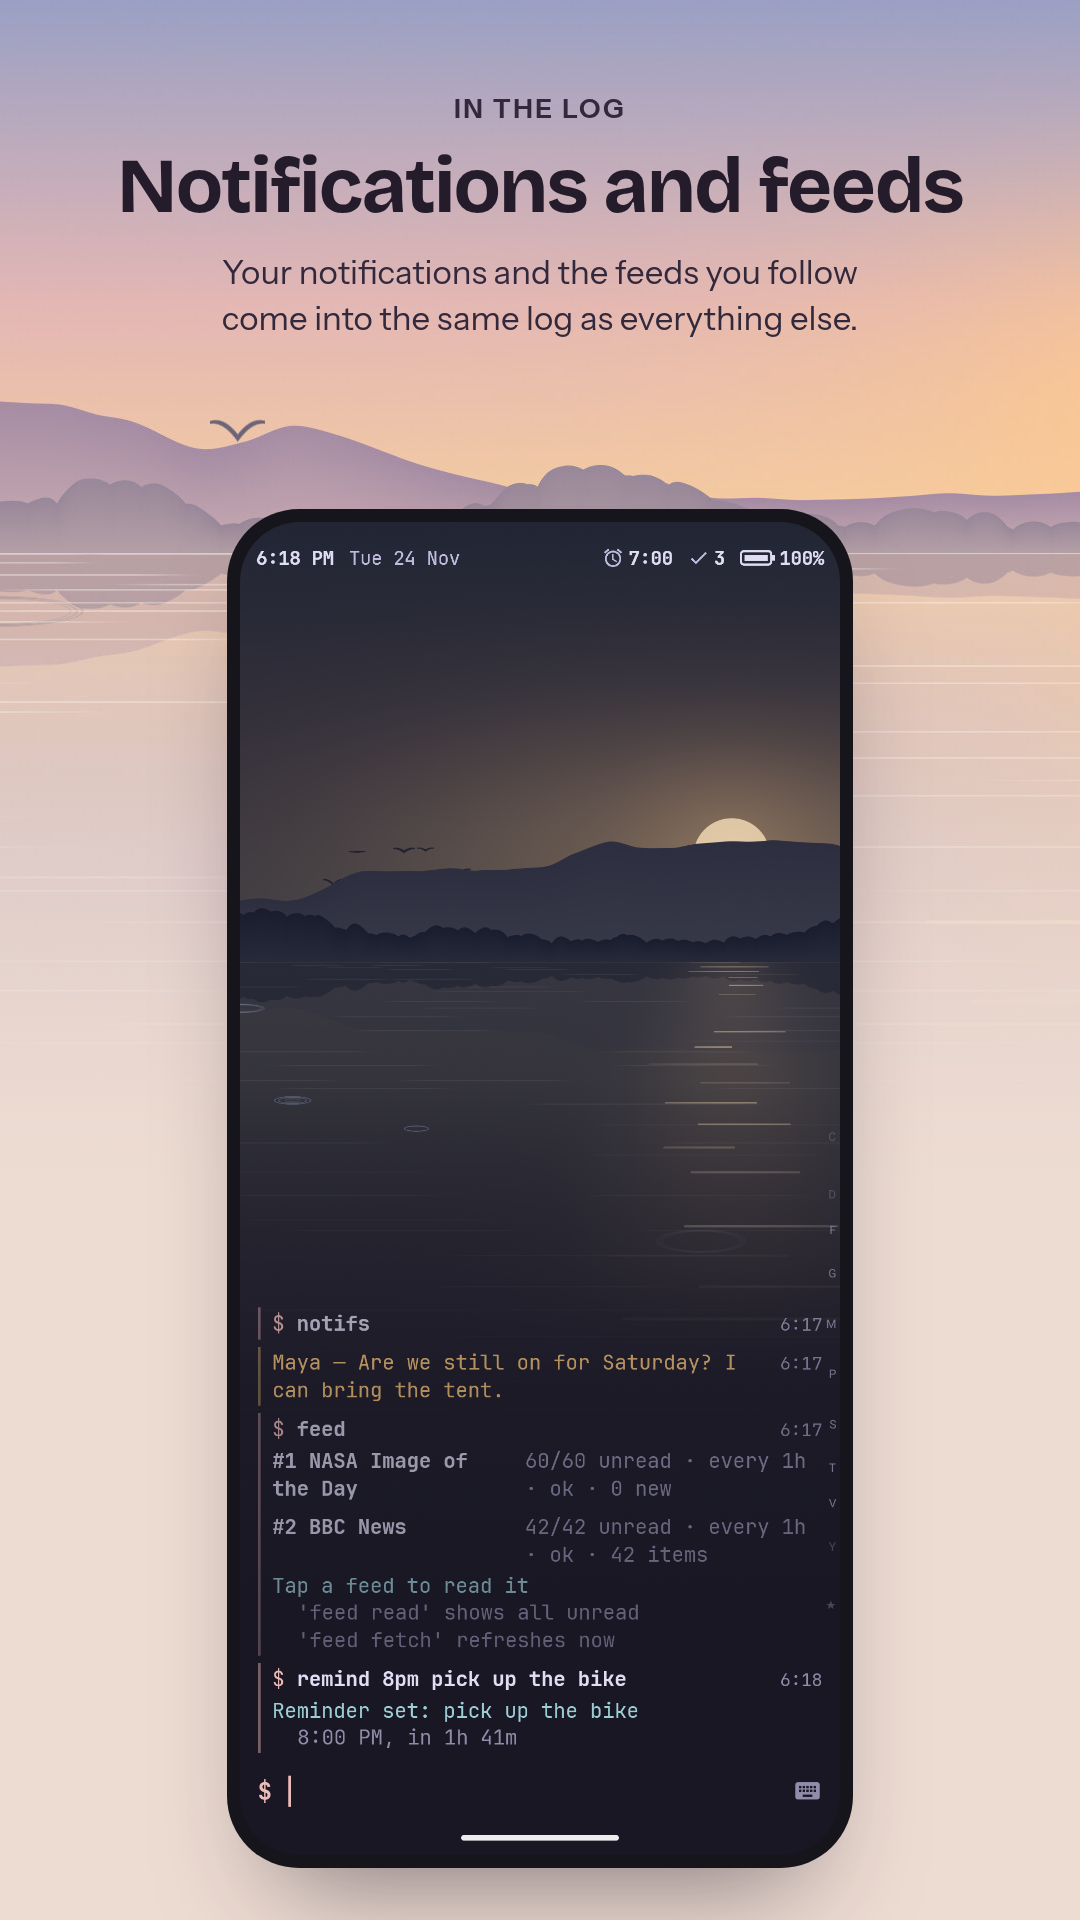 IN THE LOG
Notifications and feeds
Your notifications and the feeds you follow
come into the same log as everything else.
6:18 PM Tue 24 Nov 7:00 3 100%
C
D
F
G
$ notifs 6:17 M
Maya — Are we still on for Saturday? I 6:17
can bring the tent.
P
$ feed 6:17 S
#1 NASA Image of 60/60 unread · every 1h
the Day · ok · 0 new
T
V
#2 BBC News 42/42 unread · every 1h
· ok · 42 items
Y
Tap a feed to read it
'feed read' shows all unread
'feed fetch' refreshes now
$ remind 8pm pick up the bike 6:18
Reminder set: pick up the bike
8:00 PM, in 1h 41m
$